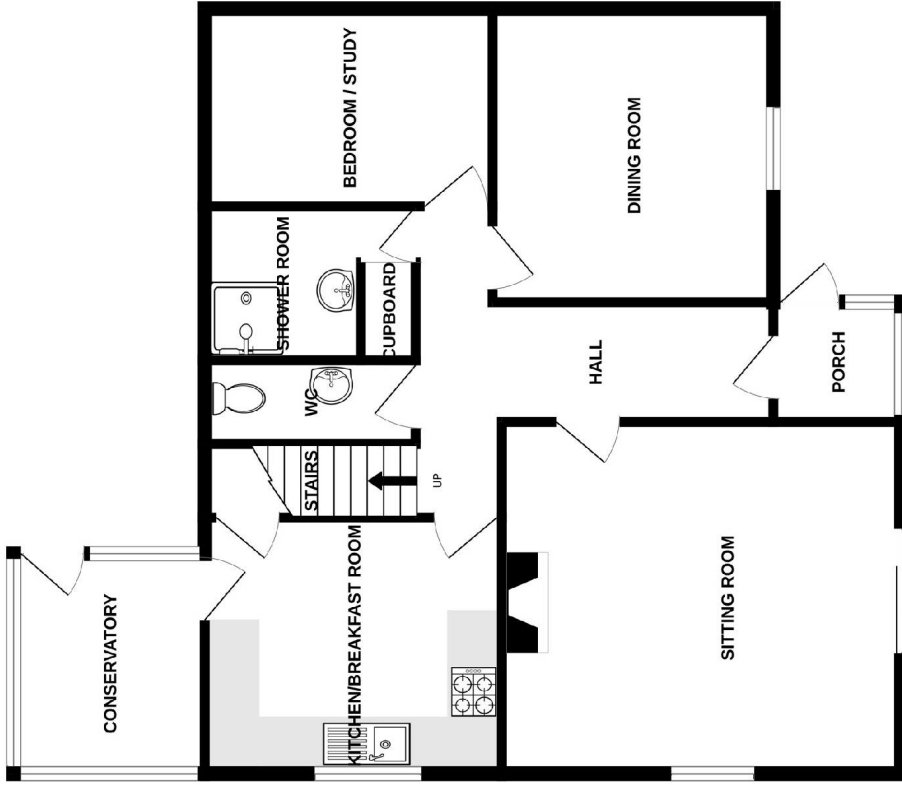 BEDROOM / STUDY
DINING ROOM
SHOWER ROOM
CUPBOARD
WC
HALL
PORCH
STAIRS
UP
KITCHEN/BREAKFAST ROOM
SITTING ROOM
CONSERVATORY